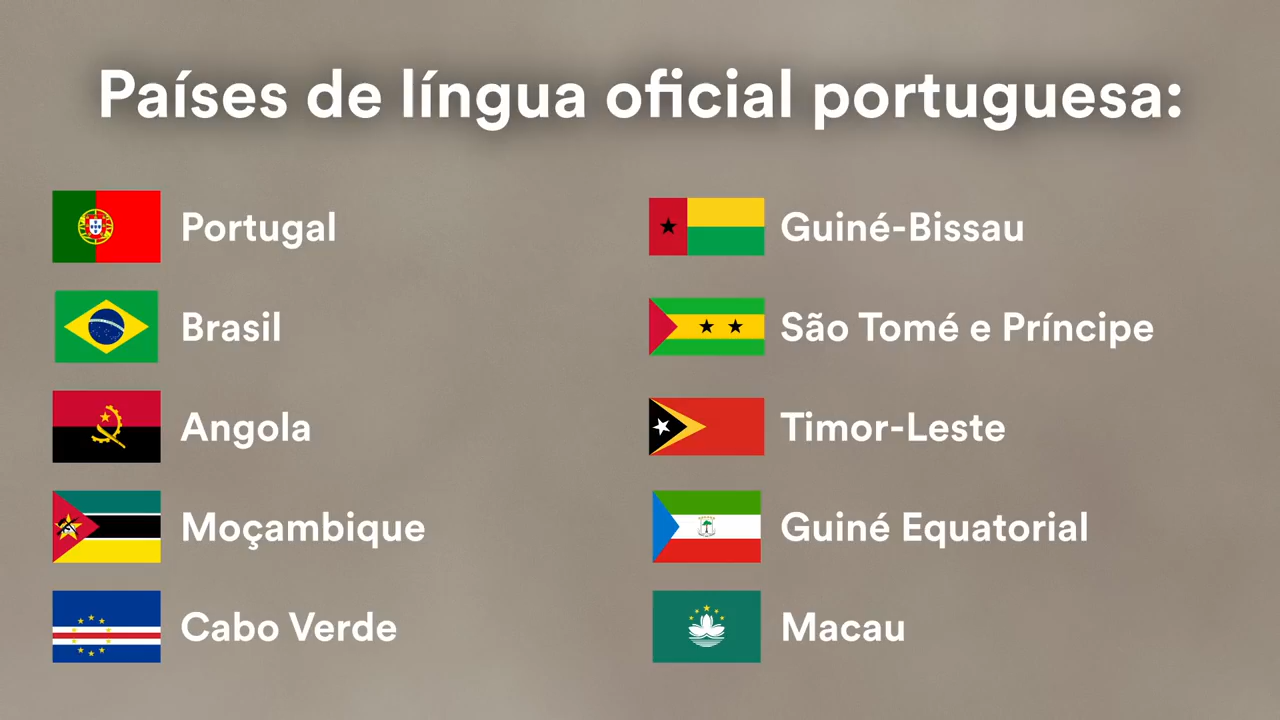 Países de língua oficial portuguesa:
Portugal
Brasil
Angola
Moçambique
Cabo Verde
Guiné-Bissau
São Tomé e Príncipe
Timor-Leste
Guiné Equatorial
Macau